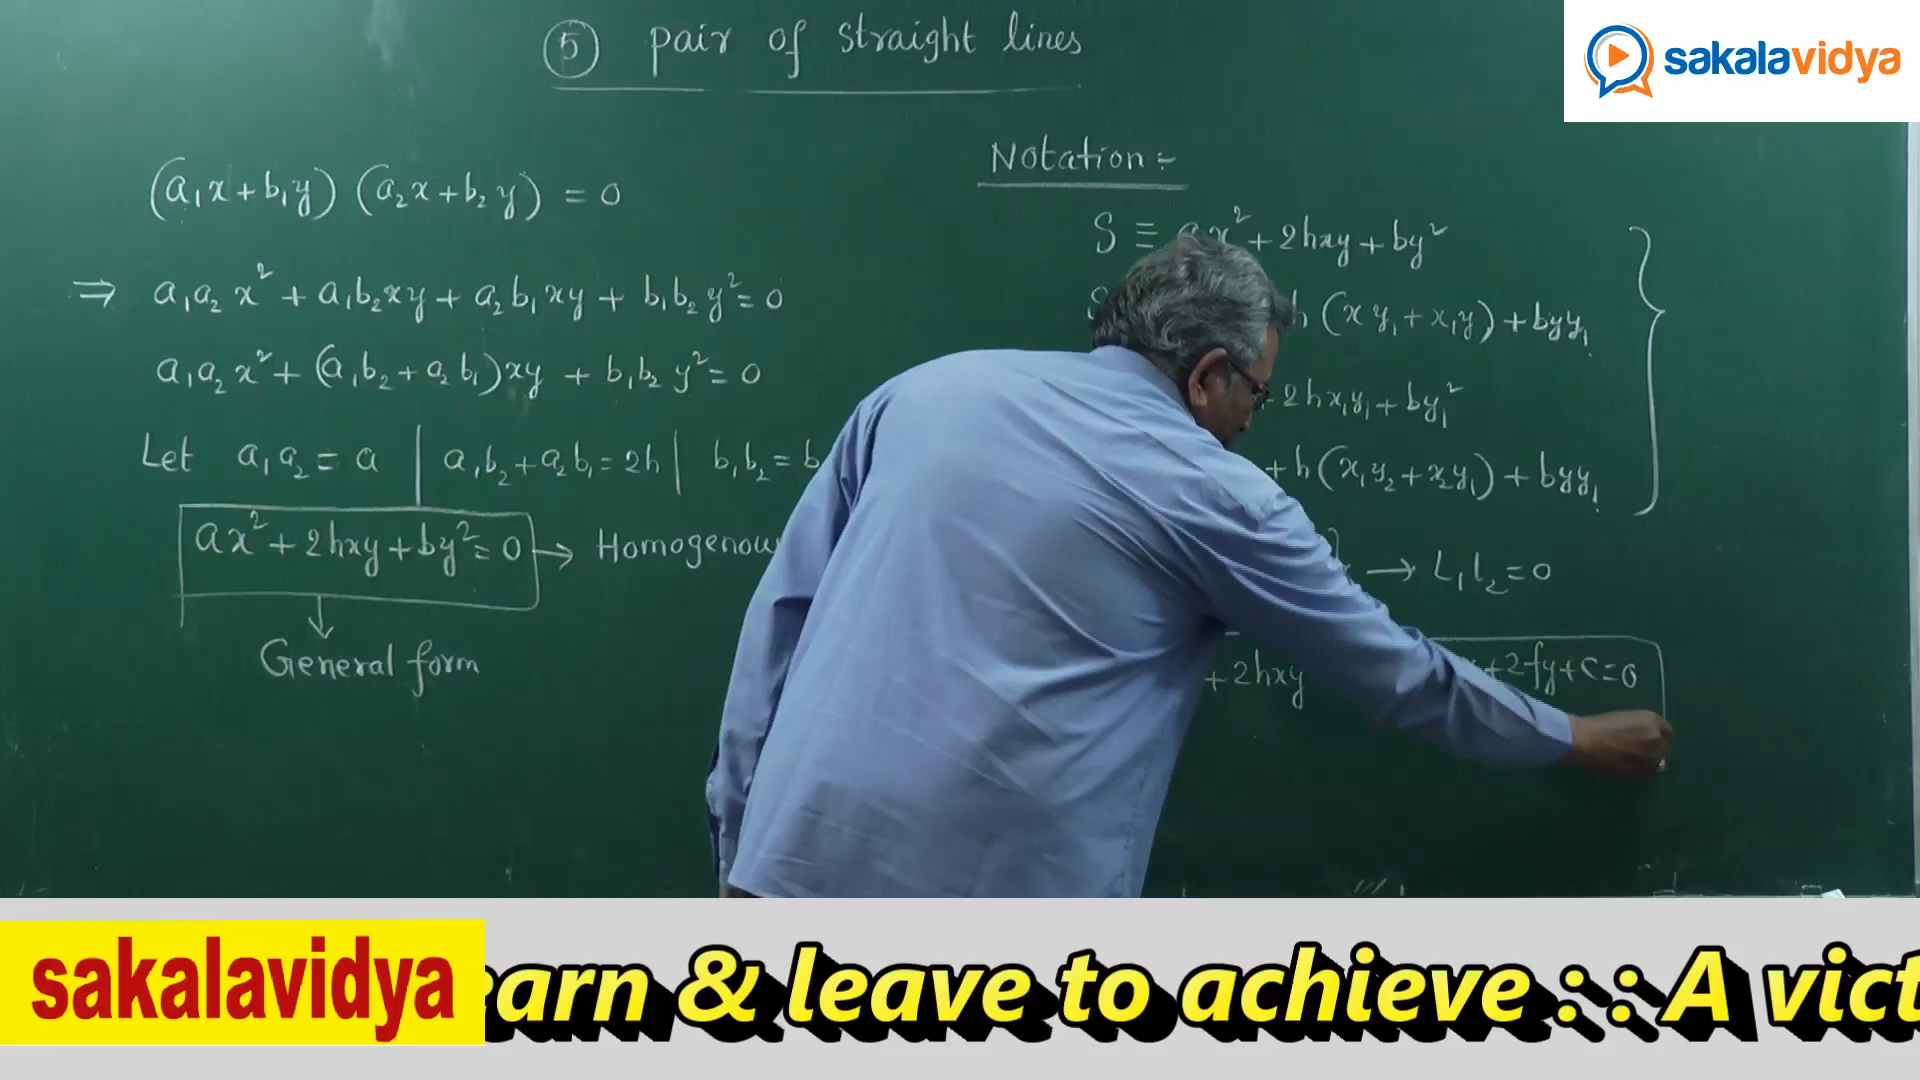 5 pair of straight lines
sakalavidya
(a₁x + b₁y) (a₂x + b₂y) = 0
⇒ a₁a₂x² + a₁b₂xy + a₂b₁xy + b₁b₂y² = 0
a₁a₂x² + (a₁b₂ + a₂b₁)xy + b₁b₂y² = 0
Let a₁a₂ = a | a₁b₂ + a₂b₁ = 2h | b₁b₂ = b
ax² + 2hxy + by² = 0 → Homogenou
General form
Notation :-
S ≡ ax² + 2hxy + by²
h (xy₁ + x₁y) + byy₁
2hx₁y₁ + by₁²
+ h(x₁y₂ + x₂y₁) + byy₁
→ L₁L₂ = 0
+ 2hxy + 2fy + c = 0
sakalavidya
earn & leave to achieve : : A vict